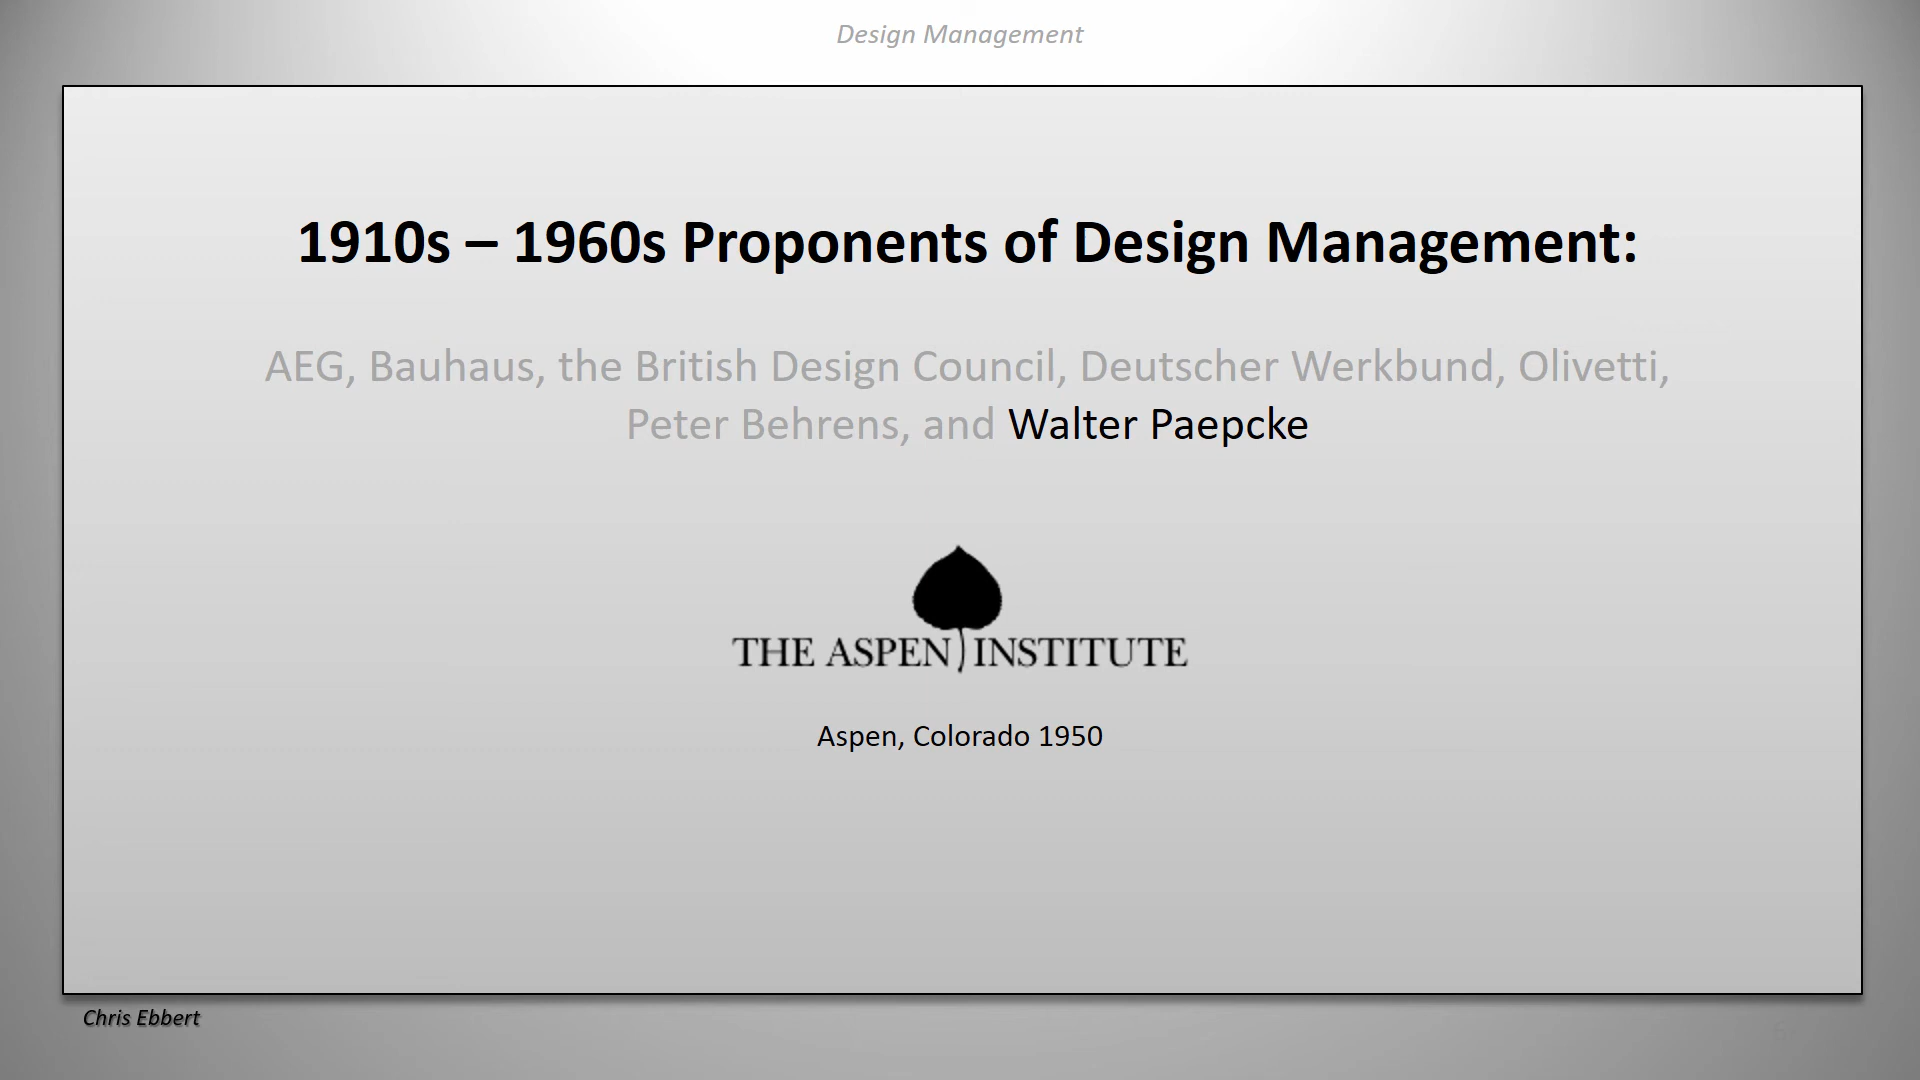 Design Management
1910s – 1960s Proponents of Design Management:
AEG, Bauhaus, the British Design Council, Deutscher Werkbund, Olivetti,
Peter Behrens, and Walter Paepcke
THE ASPEN INSTITUTE
Aspen, Colorado 1950
Chris Ebbert